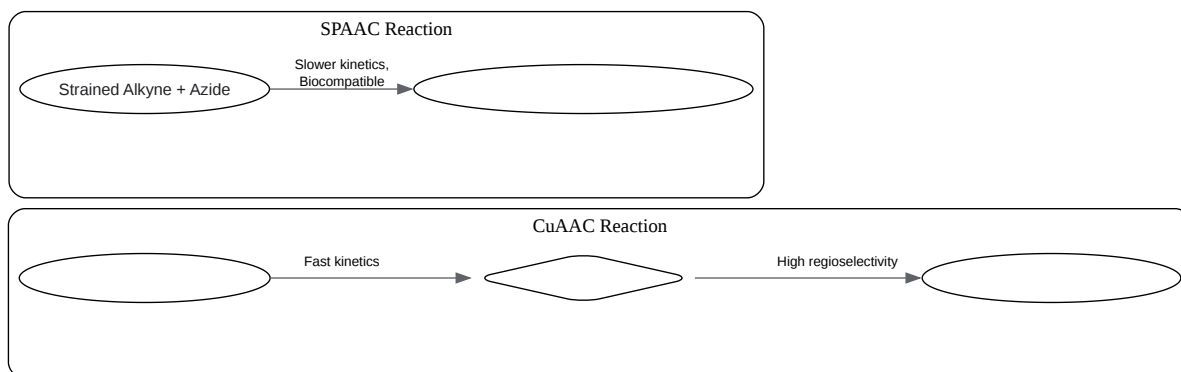 SPAAC Reaction
Strained Alkyne + Azide
Slower kinetics,
Biocompatible
CuAAC Reaction
Fast kinetics
High regioselectivity